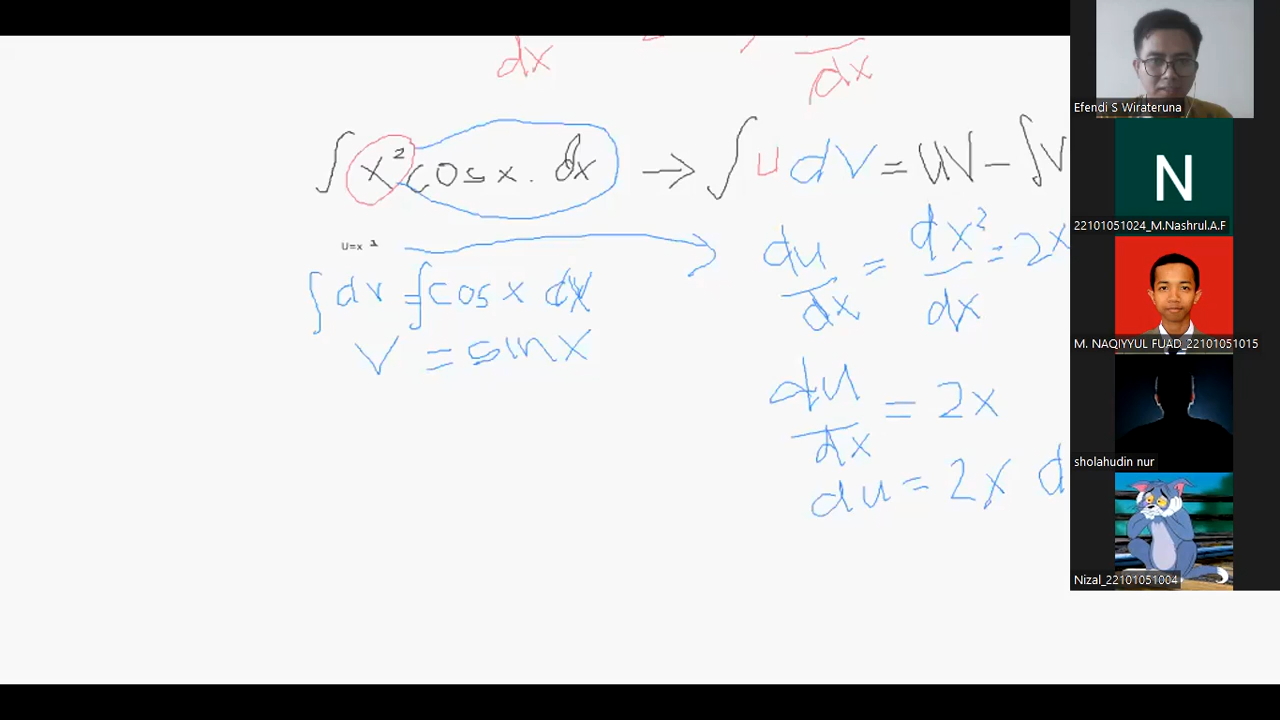 dx
dx
∫ x² cos x . dx → ∫ u dv = uv − ∫ v
U=x ²
∫ dv = ∫ cos x dx
v = sin x
du/dx = dx²/dx = 2x
du/dx = 2x
du = 2x d
Efendi S Wirateruna
N
22101051024_M.Nashrul.A.F
M. NAQIYYUL FUAD_22101051015
sholahudin nur
Nizal_22101051004